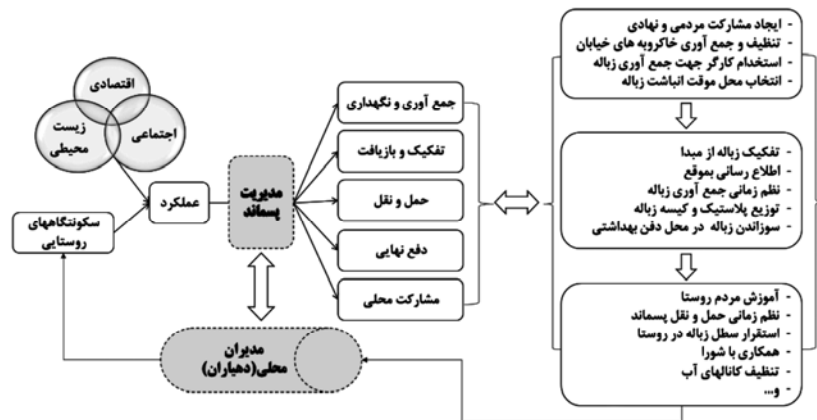 - ایجاد مشارکت مردمی و نهادی
- تنظیف و جمع آوری خاکروبه های خیابان
- استخدام کارگر جهت جمع آوری زباله
- انتخاب محل موقت انباشت زباله
- تفکیک زباله از مبدا
- اطلاع رسانی بموقع
- نظم زمانی جمع آوری زباله
- توزیع پلاستیک و کیسه زباله
- سوزاندن زباله در محل دفن بهداشتی
- آموزش مردم روستا
- نظم زمانی حمل و نقل پسماند
- استقرار سطل زباله در روستا
- همکاری با شورا
- تنظیف کانالهای آب
- و...
جمع آوری و نگهداری
تفکیک و بازیافت
حمل و نقل
دفع نهایی
مشارکت محلی
مدیریت
پسماند
مدیران
محلی(دهیاران)
عملکرد
اقتصادی
اجتماعی
زیست
محیطی
سکونتگاههای
روستایی